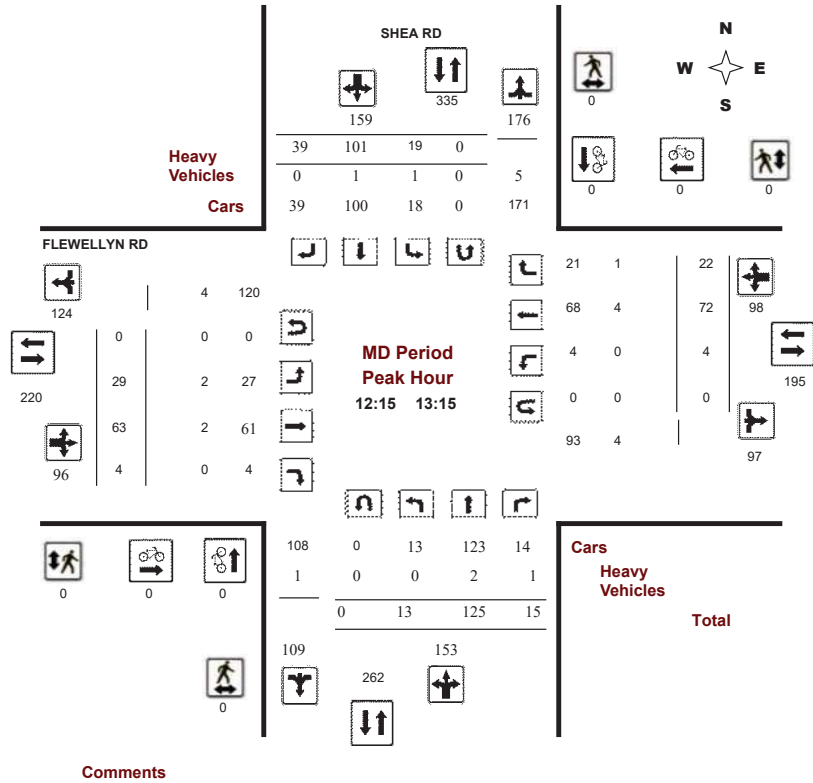 N
SHEA RD
W E
S
335
0
159
176
39 101 19 0
Heavy
Vehicles
0 1 1 0 5
0 0 0
Cars
39 100 18 0 171
FLEWELLYN RD
21 1 22
124
4 120
68 4 72 98
0 0 0
MD Period
Peak Hour
4 0 4
195
220
29 2 27
12:15 13:15
0 0 0
63 2 61
93 4
97
96
4 0 4
108 0 13 123 14
Cars
1 0 0 2 1
Heavy
Vehicles
0 0 0
0 13 125 15
Total
109
153
262
0
Comments